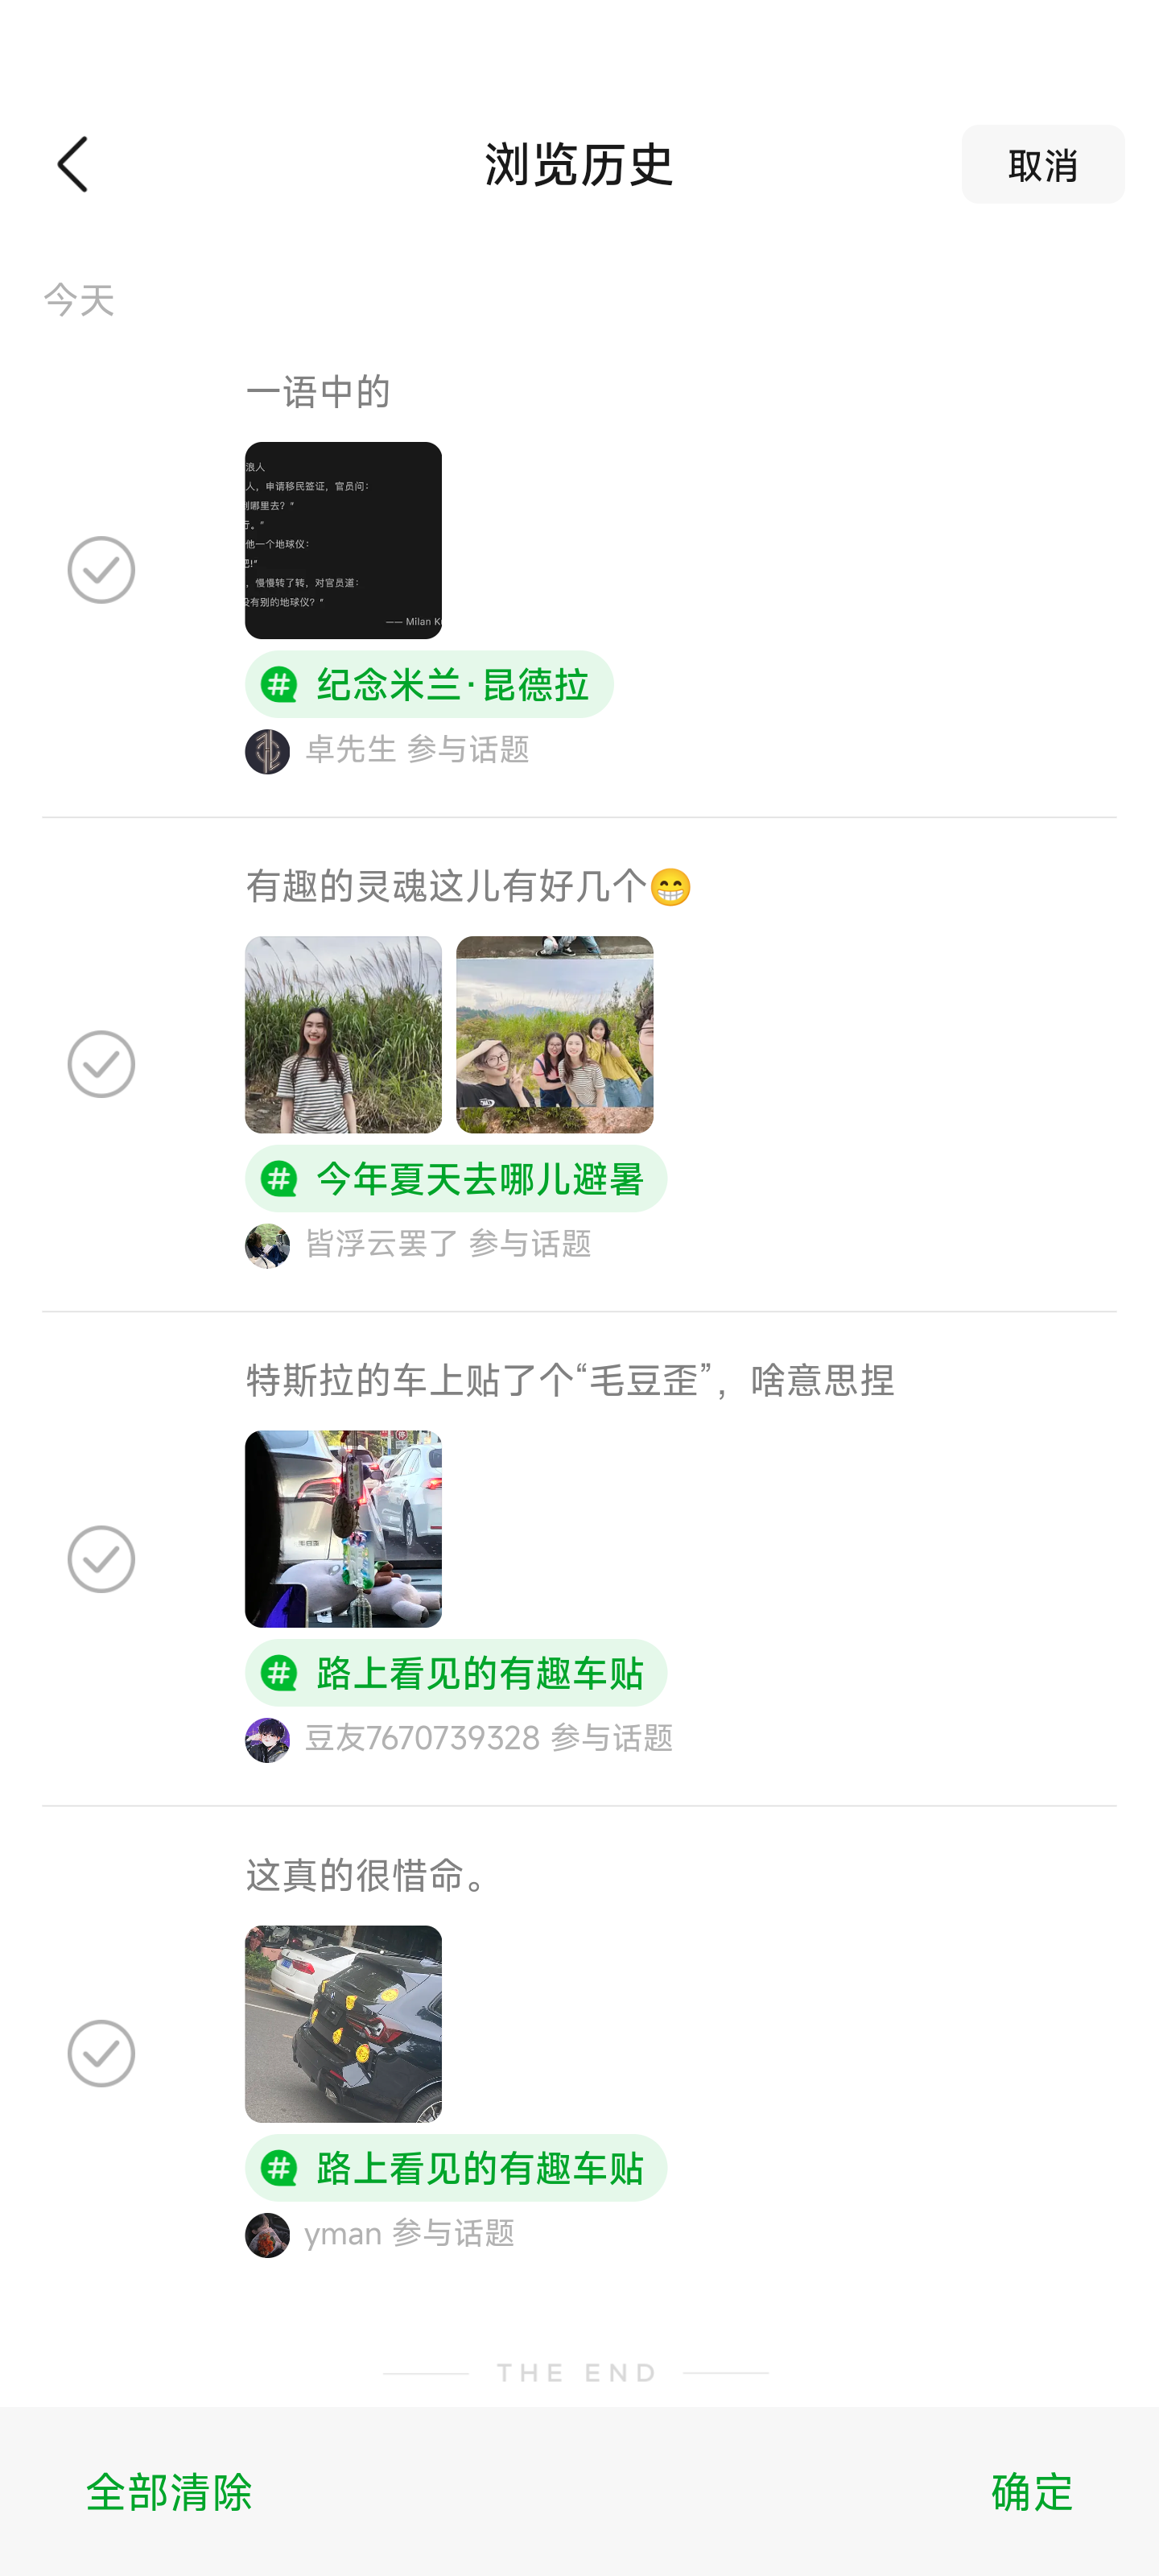 浏览历史
取消
今天
一语中的
浪人
人，申请移民签证，官员问：
哪里去？”
行。”
他一个地球仪：
吧!”
，慢慢转了转，对官员道：
没有别的地球仪？”
—— Milan K
纪念米兰·昆德拉
卓先生 参与话题
有趣的灵魂这儿有好几个😁
今年夏天去哪儿避暑
皆浮云罢了 参与话题
特斯拉的车上贴了个“毛豆歪”，啥意思捏
路上看见的有趣车贴
豆友7670739328 参与话题
这真的很惜命。
路上看见的有趣车贴
yman 参与话题
THE END
全部清除
确定